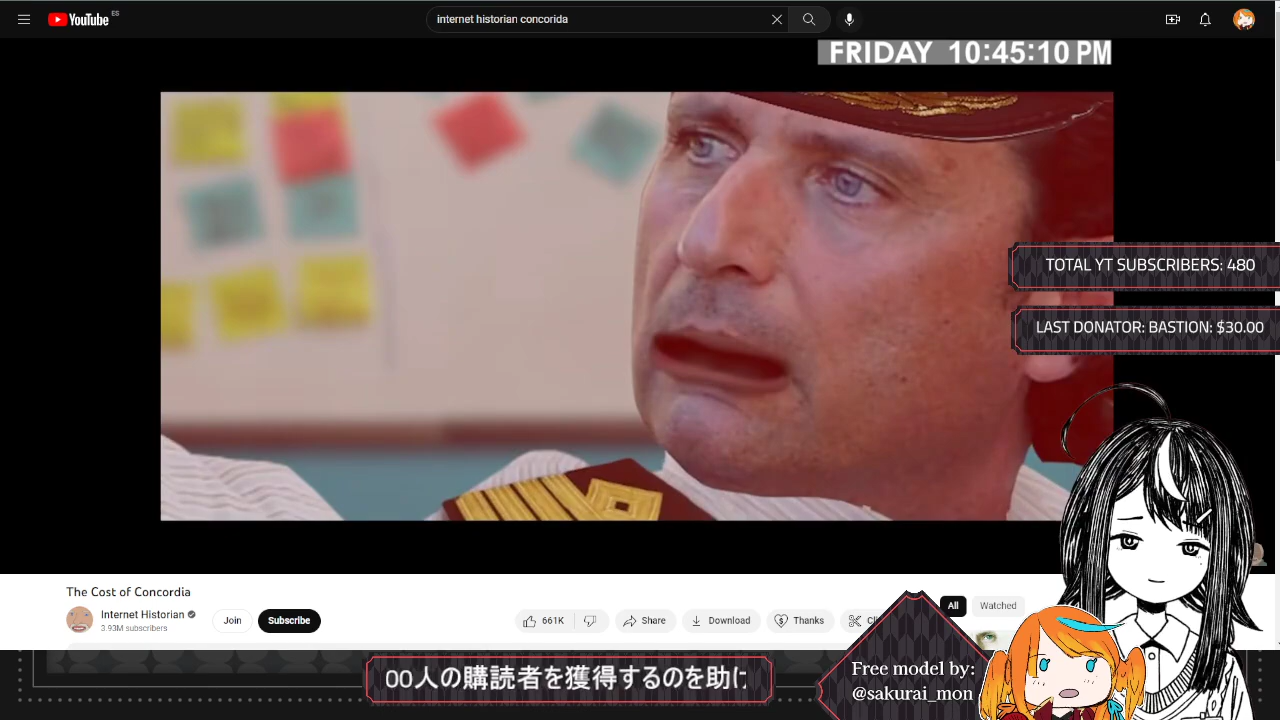 YouTube ES
internet historian concorida
FRIDAY 10:45:10 PM
TOTAL YT SUBSCRIBERS: 480
LAST DONATOR: BASTION: $30.00
The Cost of Concordia
Internet Historian
3.93M subscribers
Join
Subscribe
661K
Share
Download
Thanks
All
Watched
00人の購読者を獲得するのを助け
Free model by:
@sakurai_mon